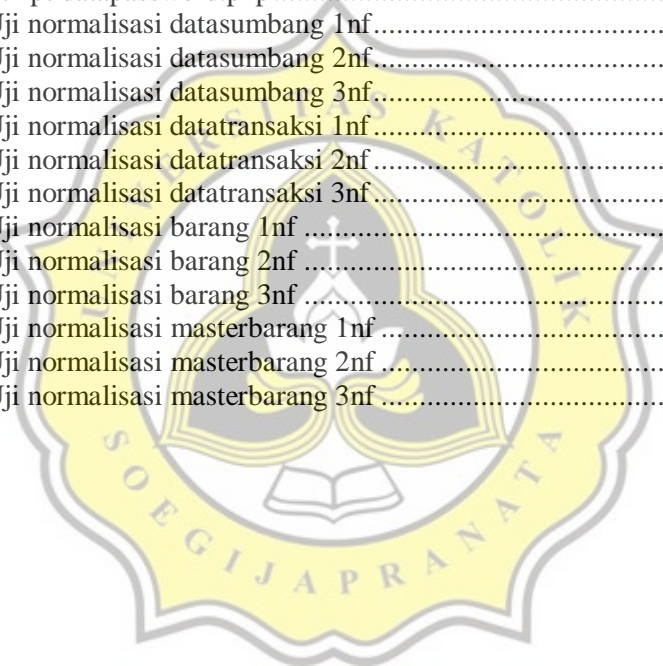 Uji normalisasi datasumbang 1nf
Uji normalisasi datasumbang 2nf
Uji normalisasi datasumbang 3nf
Uji normalisasi datatransaksi 1nf
Uji normalisasi datatransaksi 2nf
Uji normalisasi datatransaksi 3nf
Uji normalisasi barang 1nf
Uji normalisasi barang 2nf
Uji normalisasi barang 3nf
Uji normalisasi masterbarang 1nf
Uji normalisasi masterbarang 2nf
Uji normalisasi masterbarang 3nf
UNIVERSITAS KATOLIK
SOEGIJAPRANATA